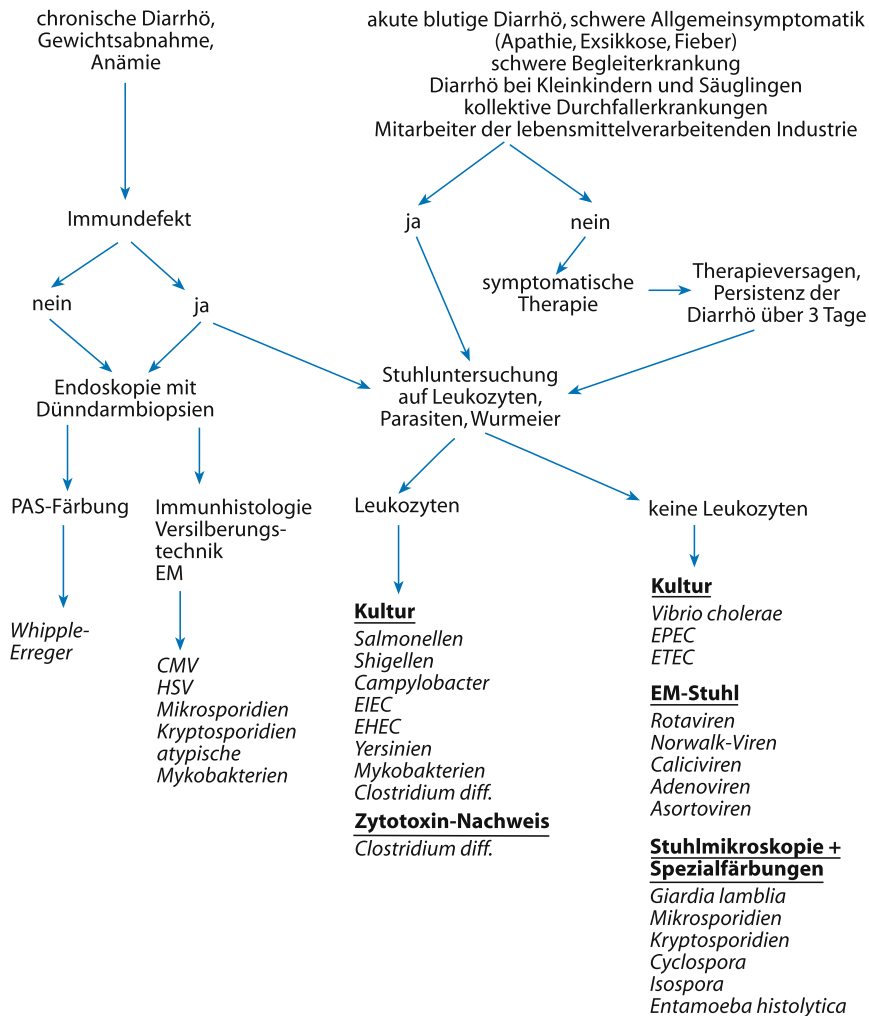 chronische Diarrhö,
Gewichtsabnahme,
Anämie
akute blutige Diarrhö, schwere Allgemeinsymptomatik
(Apathie, Exsikkose, Fieber)
schwere Begleiterkrankung
Diarrhö bei Kleinkindern und Säuglingen
kollektive Durchfallerkrankungen
Mitarbeiter der lebensmittelverarbeitenden Industrie
Immundefekt
ja
nein
nein
ja
symptomatische
Therapie
Therapieversagen,
Persistenz der
Diarrhö über 3 Tage
Endoskopie mit
Dünndarmbiopsien
Stuhluntersuchung
auf Leukozyten,
Parasiten, Wurmeier
PAS-Färbung
Immunhistologie
Versilberungs-
technik
EM
Leukozyten
keine Leukozyten
Whipple-
Erreger
CMV
HSV
Mikrosporidien
Kryptosporidien
atypische
Mykobakterien
Kultur
Salmonellen
Shigellen
Campylobacter
EIEC
EHEC
Yersinien
Mykobakterien
Clostridium diff.
Zytotoxin-Nachweis
Clostridium diff.
Kultur
Vibrio cholerae
EPEC
ETEC
EM-Stuhl
Rotaviren
Norwalk-Viren
Caliciviren
Adenoviren
Asortoviren
Stuhlmikroskopie +
Spezialfärbungen
Giardia lamblia
Mikrosporidien
Kryptosporidien
Cyclospora
Isospora
Entamoeba histolytica